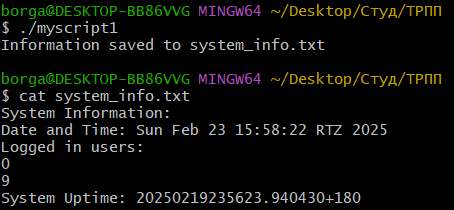 borga@DESKTOP-BB86VVG MINGW64 ~/Desktop/Студ/ТРПП
$ ./myscript1
Information saved to system_info.txt
borga@DESKTOP-BB86VVG MINGW64 ~/Desktop/Студ/ТРПП
$ cat system_info.txt
System Information:
Date and Time: Sun Feb 23 15:58:22 RTZ 2025
Logged in users:
0
9
System Uptime: 20250219235623.940430+180